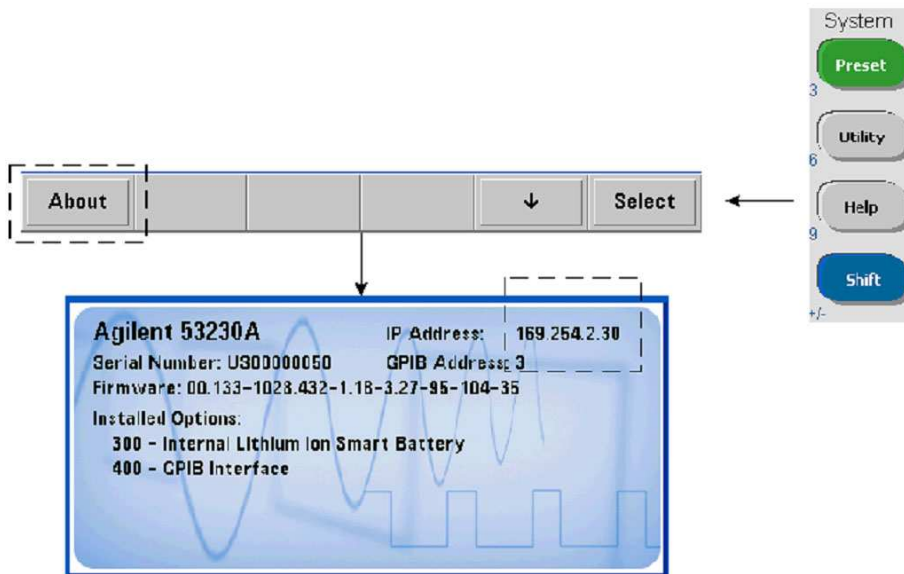 System
Preset
3
Utility
6
Help
9
Shift
+/-
About ↓ Select
Agilent 53230A IP Address: 169.254.2.30
Serial Number: US00000050 GPIB Address: 3
Firmware: 00.133-1028.432-1.18-3.27-95-104-35
Installed Options:
300 - Internal Lithium Ion Smart Battery
400 - GPIB Interface